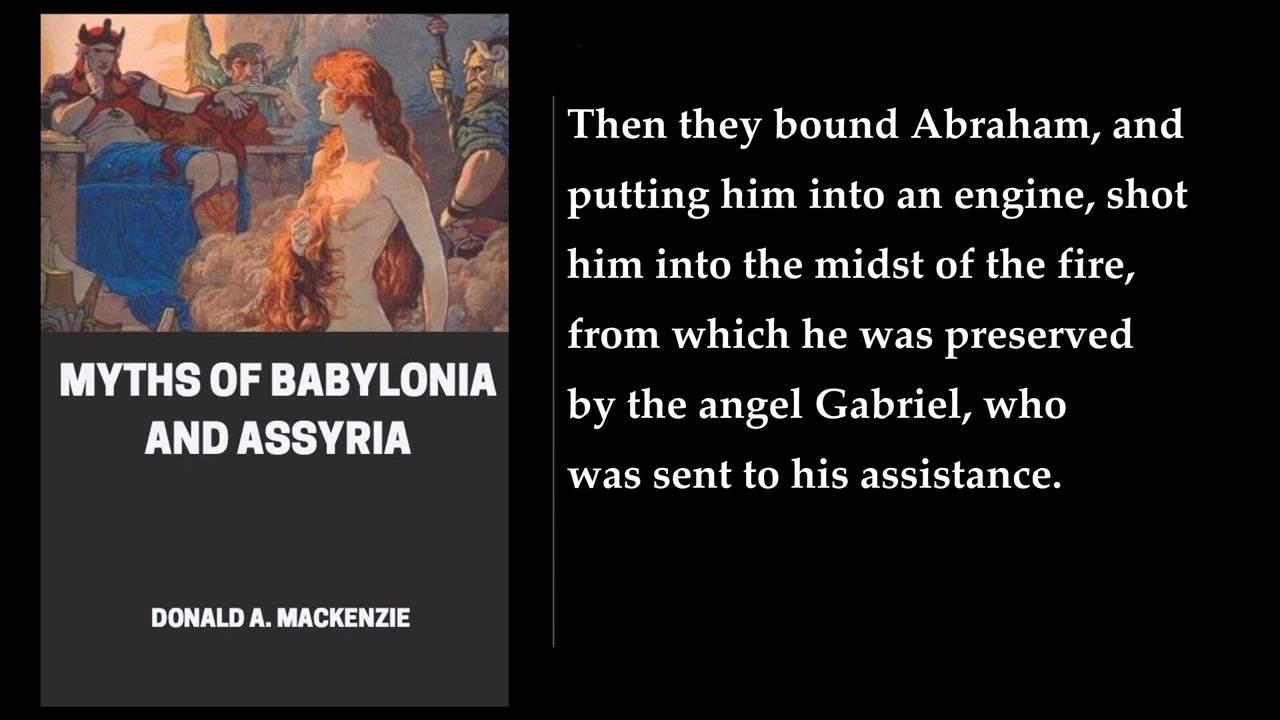 MYTHS OF BABYLONIA
AND ASSYRIA
DONALD A. MACKENZIE
Then they bound Abraham, and
putting him into an engine, shot
him into the midst of the fire,
from which he was preserved
by the angel Gabriel, who
was sent to his assistance.